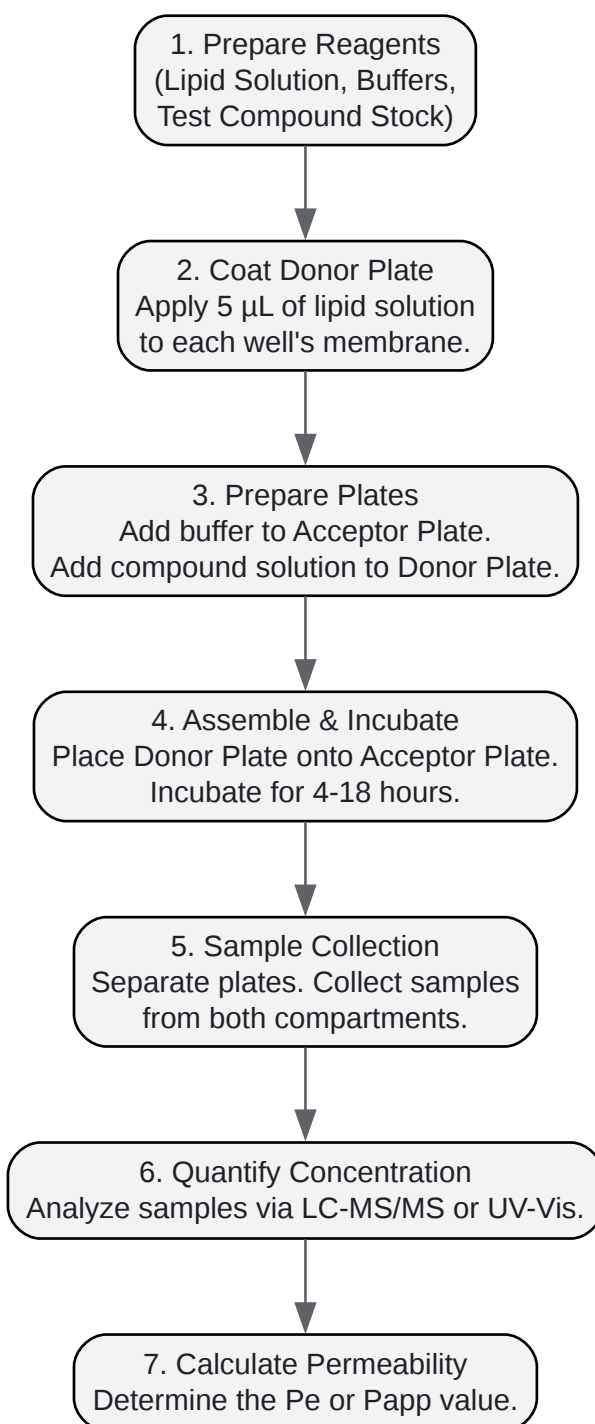 1. Prepare Reagents
(Lipid Solution, Buffers,
Test Compound Stock)
2. Coat Donor Plate
Apply 5 µL of lipid solution
to each well's membrane.
3. Prepare Plates
Add buffer to Acceptor Plate.
Add compound solution to Donor Plate.
4. Assemble & Incubate
Place Donor Plate onto Acceptor Plate.
Incubate for 4-18 hours.
5. Sample Collection
Separate plates. Collect samples
from both compartments.
6. Quantify Concentration
Analyze samples via LC-MS/MS or UV-Vis.
7. Calculate Permeability
Determine the Pe or Papp value.